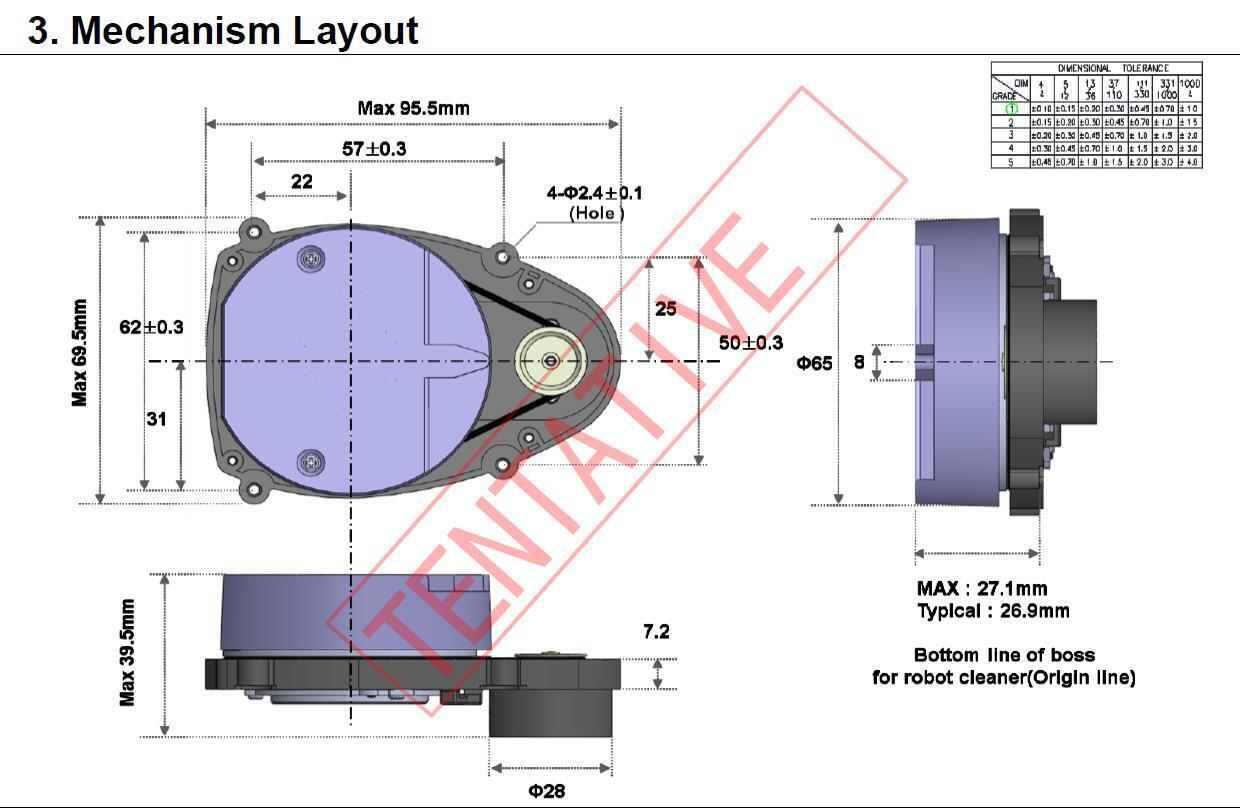 3. Mechanism Layout
DIMENSIONAL TOLERANCE
DIM 4 5 13 37 111 331 1000
GRADE ≀ 12 36 110 330 1000 ≀
1 ±0.10 ±0.15 ±0.20 ±0.30 ±0.45 ±0.70 ±1.0
2 ±0.15 ±0.20 ±0.30 ±0.45 ±0.70 ±1.0 ±1.5
3 ±0.20 ±0.30 ±0.45 ±0.70 ±1.0 ±1.5 ±2.0
4 ±0.30 ±0.45 ±0.70 ±1.0 ±1.5 ±2.0 ±3.0
5 ±0.45 ±0.70 ±1.0 ±1.5 ±2.0 ±3.0 ±4.0
Max 95.5mm
57±0.3
22
4-Φ2.4±0.1
(Hole )
Max 69.5mm
62±0.3
31
25
50±0.3
Φ65
8
TENTATIVE
MAX : 27.1mm
Typical : 26.9mm
Bottom line of boss
for robot cleaner(Origin line)
Max 39.5mm
7.2
Φ28